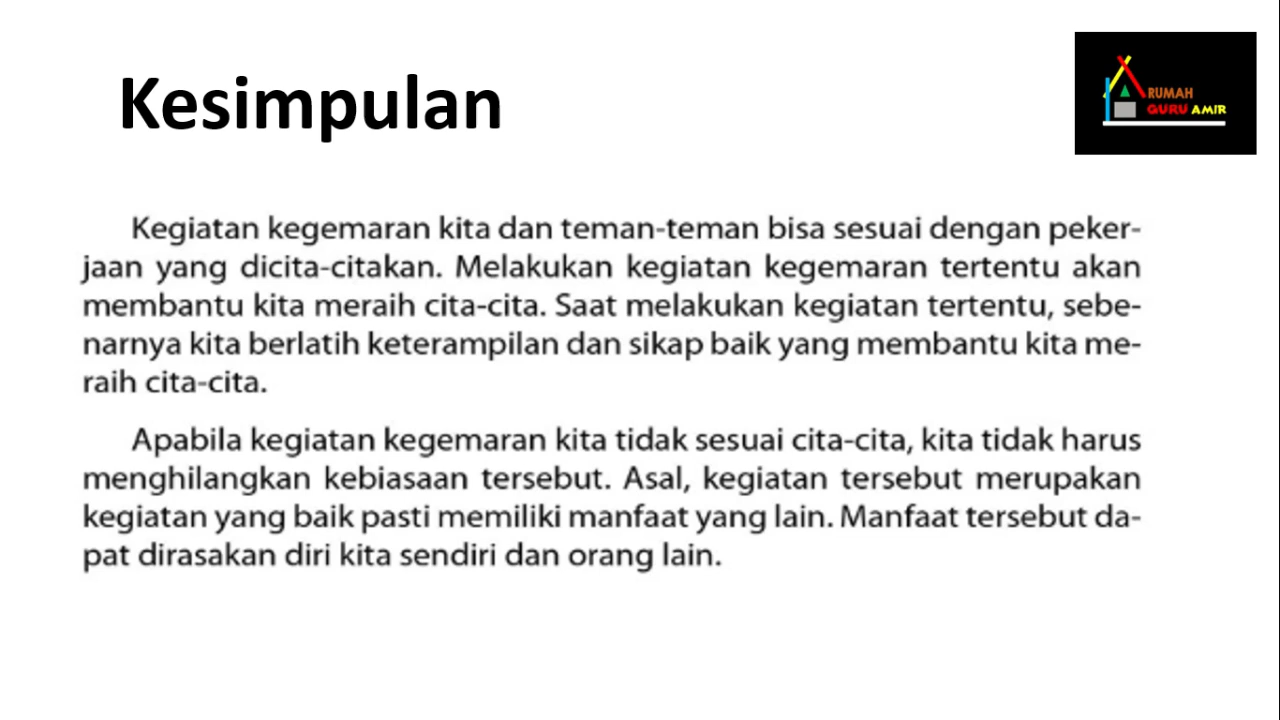 Kesimpulan
RUMAH
GURU AMIR
Kegiatan kegemaran kita dan teman-teman bisa sesuai dengan peker-
jaan yang dicita-citakan. Melakukan kegiatan kegemaran tertentu akan
membantu kita meraih cita-cita. Saat melakukan kegiatan tertentu, sebe-
narnya kita berlatih keterampilan dan sikap baik yang membantu kita me-
raih cita-cita.
Apabila kegiatan kegemaran kita tidak sesuai cita-cita, kita tidak harus
menghilangkan kebiasaan tersebut. Asal, kegiatan tersebut merupakan
kegiatan yang baik pasti memiliki manfaat yang lain. Manfaat tersebut da-
pat dirasakan diri kita sendiri dan orang lain.